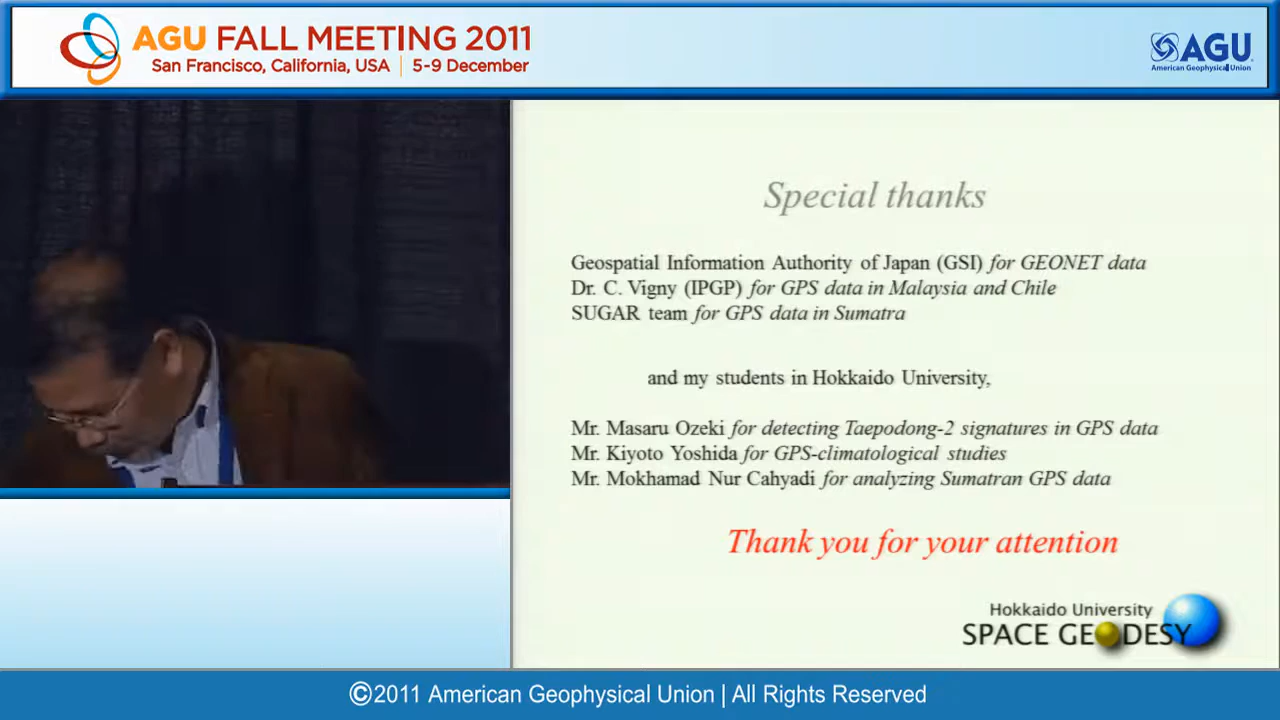 AGU FALL MEETING 2011
San Francisco, California, USA | 5-9 December
AGU
American Geophysical Union
Special thanks
Geospatial Information Authority of Japan (GSI) for GEONET data
Dr. C. Vigny (IPGP) for GPS data in Malaysia and Chile
SUGAR team for GPS data in Sumatra
and my students in Hokkaido University,
Mr. Masaru Ozeki for detecting Taepodong-2 signatures in GPS data
Mr. Kiyoto Yoshida for GPS-climatological studies
Mr. Mokhamad Nur Cahyadi for analyzing Sumatran GPS data
Thank you for your attention
Hokkaido University
SPACE GEODESY
©2011 American Geophysical Union | All Rights Reserved